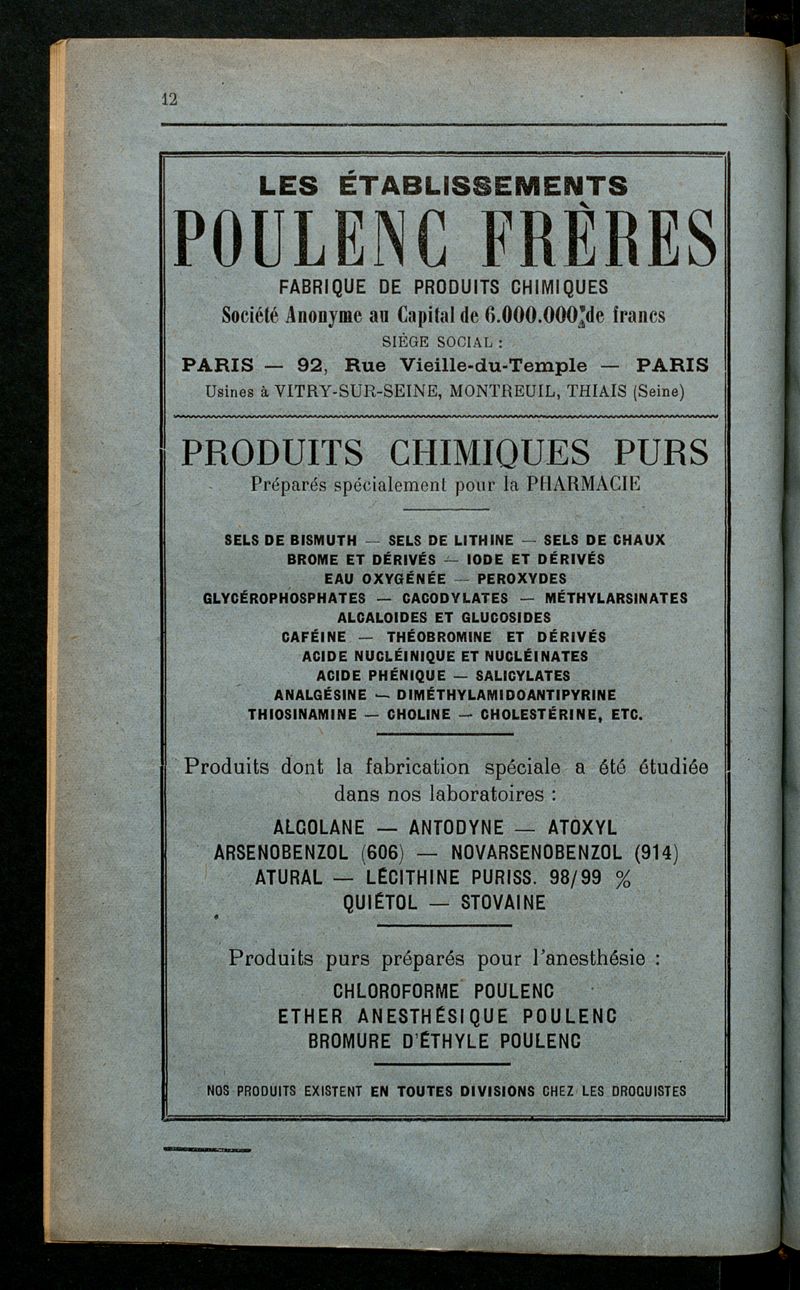 12
LES ÉTABLISSEMENTS
POULENC FRÈRES
FABRIQUE DE PRODUITS CHIMIQUES
Société Anonyme au Capital de 6.000.000 de francs
SIÈGE SOCIAL :
PARIS — 92, Rue Vieille-du-Temple — PARIS
Usines à VITRY-SUR-SEINE, MONTREUIL, THIAIS (Seine)
PRODUITS CHIMIQUES PURS
Préparés spécialement pour la PHARMACIE
SELS DE BISMUTH — SELS DE LITHINE — SELS DE CHAUX
BROME ET DÉRIVÉS — IODE ET DÉRIVÉS
EAU OXYGÉNÉE — PEROXYDES
GLYCÉROPHOSPHATES — CACODYLATES — MÉTHYLARSINATES
ALCALOIDES ET GLUCOSIDES
CAFÉINE — THÉOBROMINE ET DÉRIVÉS
ACIDE NUCLÉINIQUE ET NUCLÉINATES
ACIDE PHÉNIQUE — SALICYLATES
ANALGÉSINE — DIMÉTHYLAMIDOANTIPYRINE
THIOSINAMINE — CHOLINE — CHOLESTÉRINE, ETC.
Produits dont la fabrication spéciale a été étudiée
dans nos laboratoires :
ALGOLANE — ANTODYNE — ATOXYL
ARSENOBENZOL (606) — NOVARSENOBENZOL (914)
ATURAL — LÉCITHINE PURISS. 98/99 %
QUIÉTOL — STOVAINE
Produits purs préparés pour l'anesthésie :
CHLOROFORME POULENC
ETHER ANESTHÉSIQUE POULENC
BROMURE D'ÉTHYLE POULENC
NOS PRODUITS EXISTENT EN TOUTES DIVISIONS CHEZ LES DROGUISTES